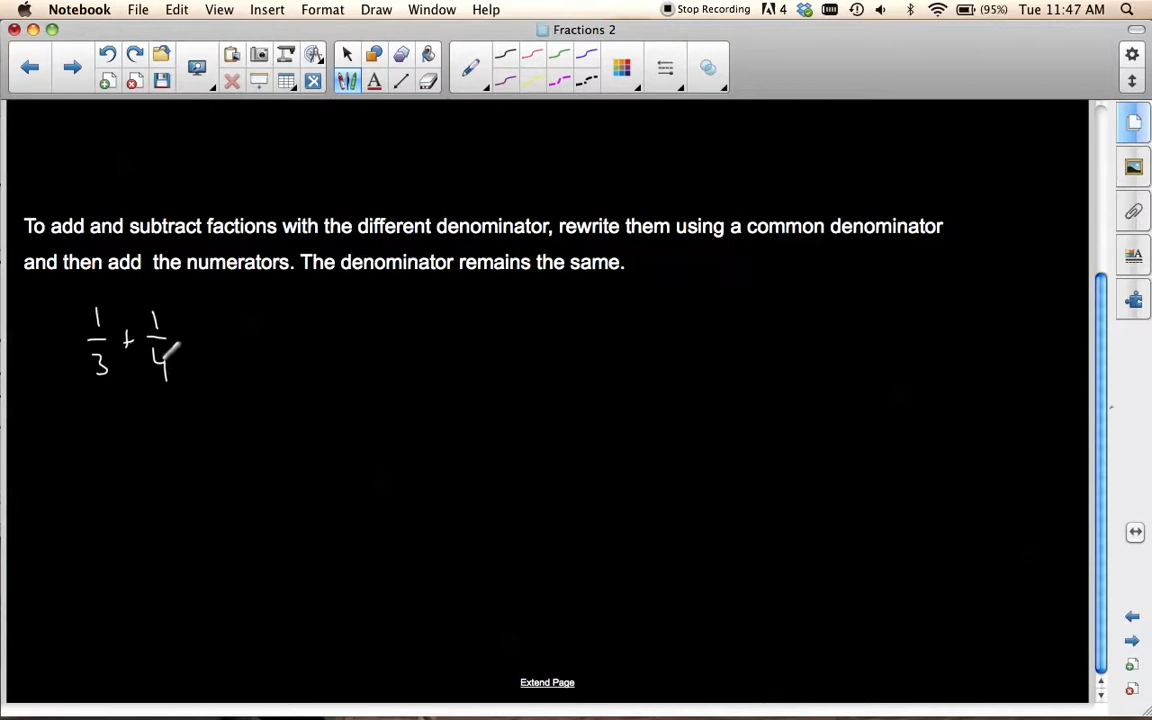 Notebook File Edit View Insert Format Draw Window Help Stop Recording 4 (95%) Tue 11:47 AM
Fractions 2
A
A
To add and subtract factions with the different denominator, rewrite them using a common denominator
and then add the numerators. The denominator remains the same.
1/3 + 1/4
Extend Page